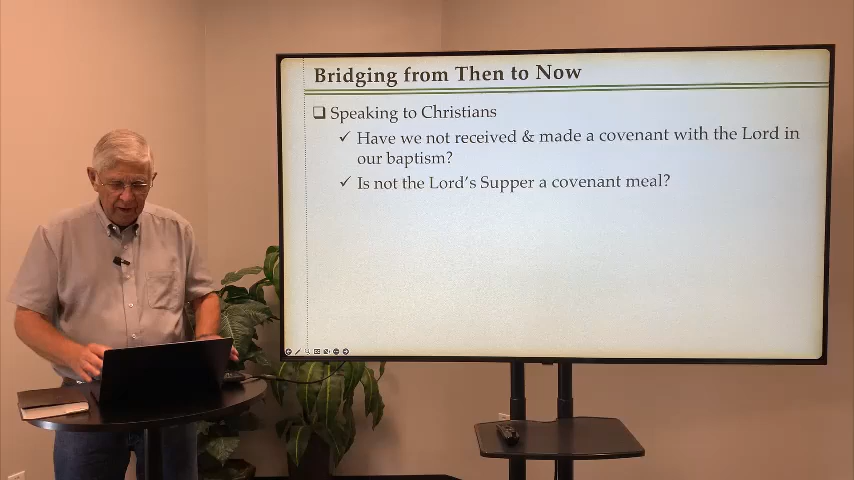 Bridging from Then to Now
Speaking to Christians
Have we not received & made a covenant with the Lord in
our baptism?
Is not the Lord's Supper a covenant meal?